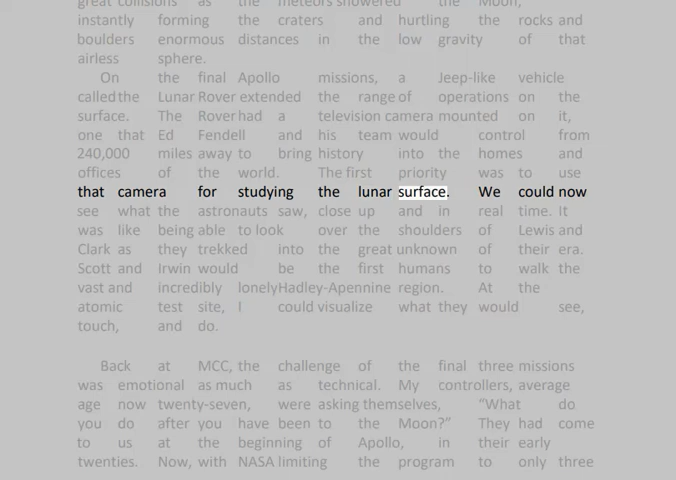 great collisions as the meteors showered the Moon,
instantly forming the craters and hurtling the rocks and
boulders enormous distances in the low gravity of that
airless sphere.
On the final Apollo missions, a Jeep-like vehicle
called the Lunar Rover extended the range of operations on the
surface. The Rover had a television camera mounted on it,
one that Ed Fendell and his team would control from
240,000 miles away to bring history into the homes and
offices of the world. The first priority was to use
that camera for studying the lunar surface. We could now
see what the astronauts saw, close up and in real time. It
was like being able to look over the shoulders of Lewis and
Clark as they trekked into the great unknown of their era.
Scott and Irwin would be the first humans to walk the
vast and incredibly lonely Hadley-Apennine region. At the
atomic test site, I could visualize what they would see,
touch, and do.
Back at MCC, the challenge of the final three missions
was emotional as much as technical. My controllers, average
age now twenty-seven, were asking themselves, “What do
you do after you have been to the Moon?” They had come
to us at the beginning of Apollo, in their early
twenties. Now, with NASA limiting the program to only three